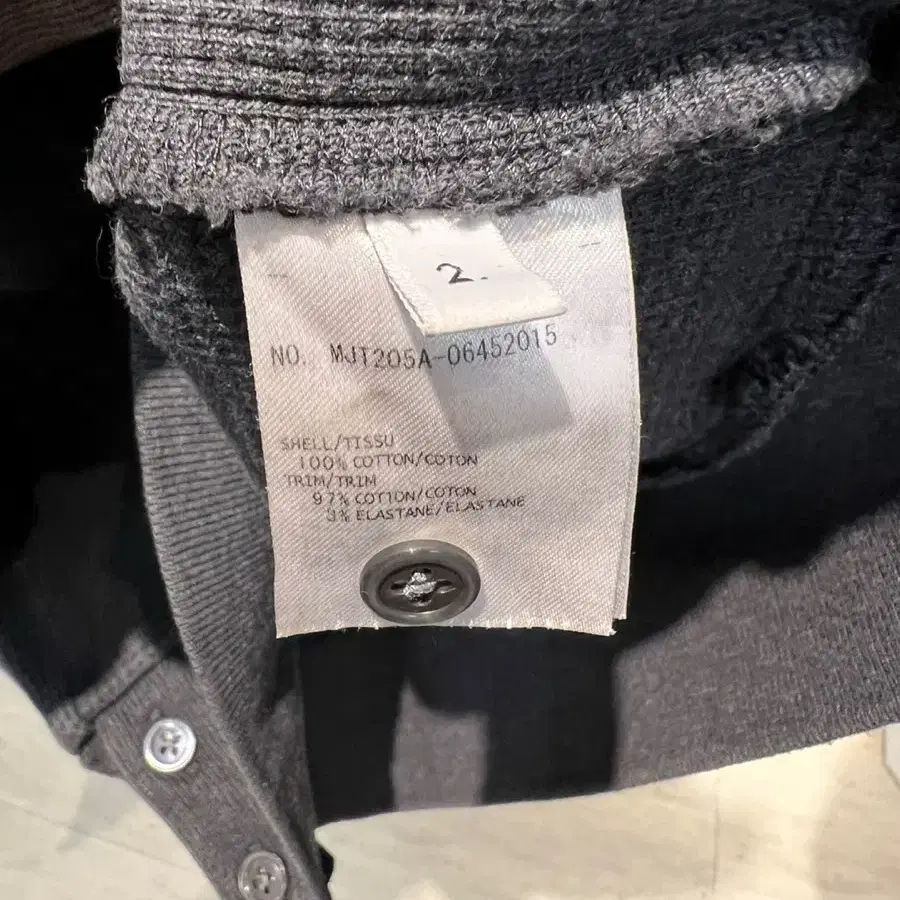 2.
NO. MJT205A-06452015
SHELL/TISSU
100% COTTON/COTON
TRIM/TRIM
97% COTTON/COTON
3% ELASTANE/ELASTANE